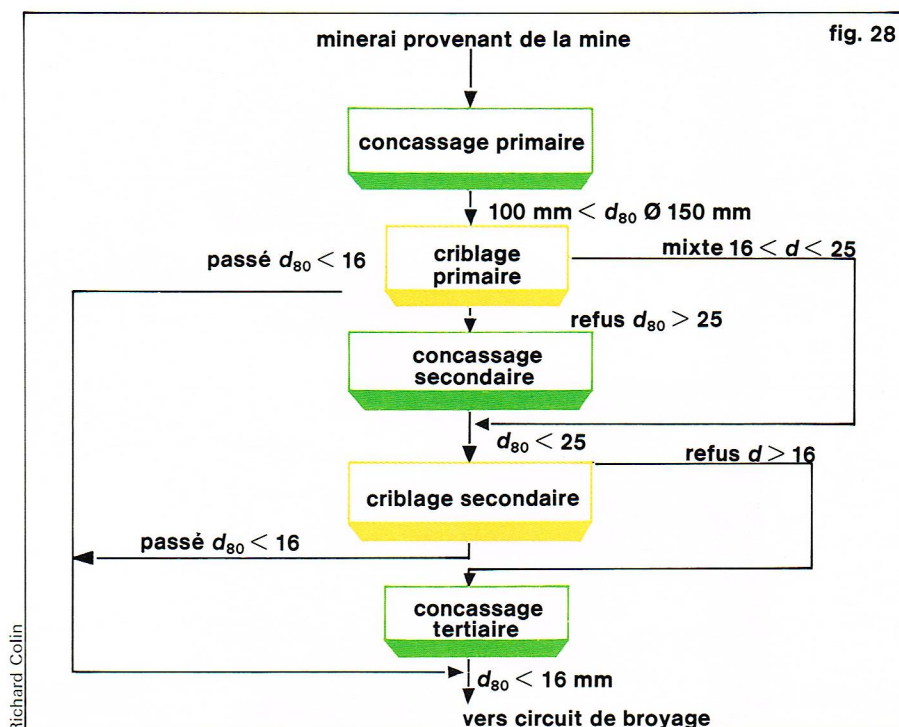 fig. 28
minerai provenant de la mine
concassage primaire
100 mm < d80 Ø 150 mm
passé d80 < 16
criblage
primaire
mixte 16 < d < 25
refus d80 > 25
concassage
secondaire
d80 < 25
refus d > 16
criblage secondaire
passé d80 < 16
concassage
tertiaire
d80 < 16 mm
vers circuit de broyage
Richard Colin